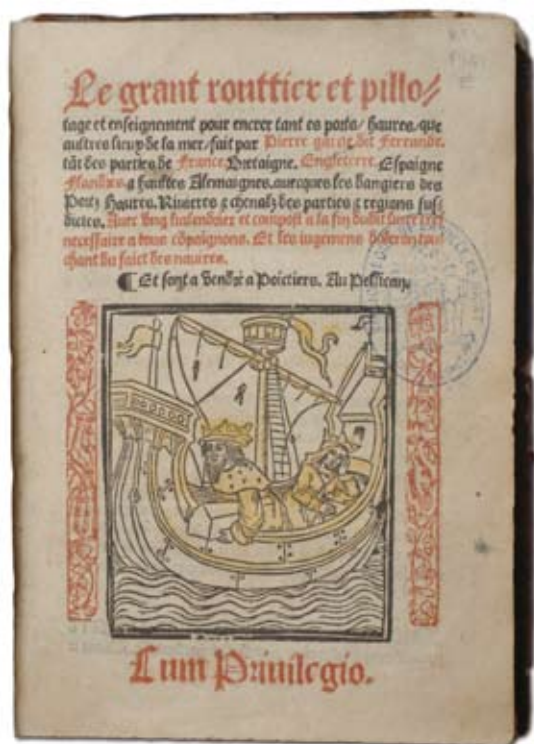 Le grant routtier et pillo/
tage et enseignement pour encrer tant es ports/ haures/ que
aultres lieux de la mer/ fait par Pierre garcie dit Ferrande.
tāt des parties de France Bretaigne. Engleterre. Espaigne
Flandres. & haultes Alemaignes. auecques les dangiers des
Portz Haures. Riuieres & chenalz des parties & regions sus/
dictes. Auec vng kalendrier et compost a la fin dudit liure tres
necessaire a tous cōpaignons. Et les iugemens doleron tou/
chant du faict des nauires.
¶ Et sont a vendre a Poictiers. Au Pellican.
Cum Priuilegio.